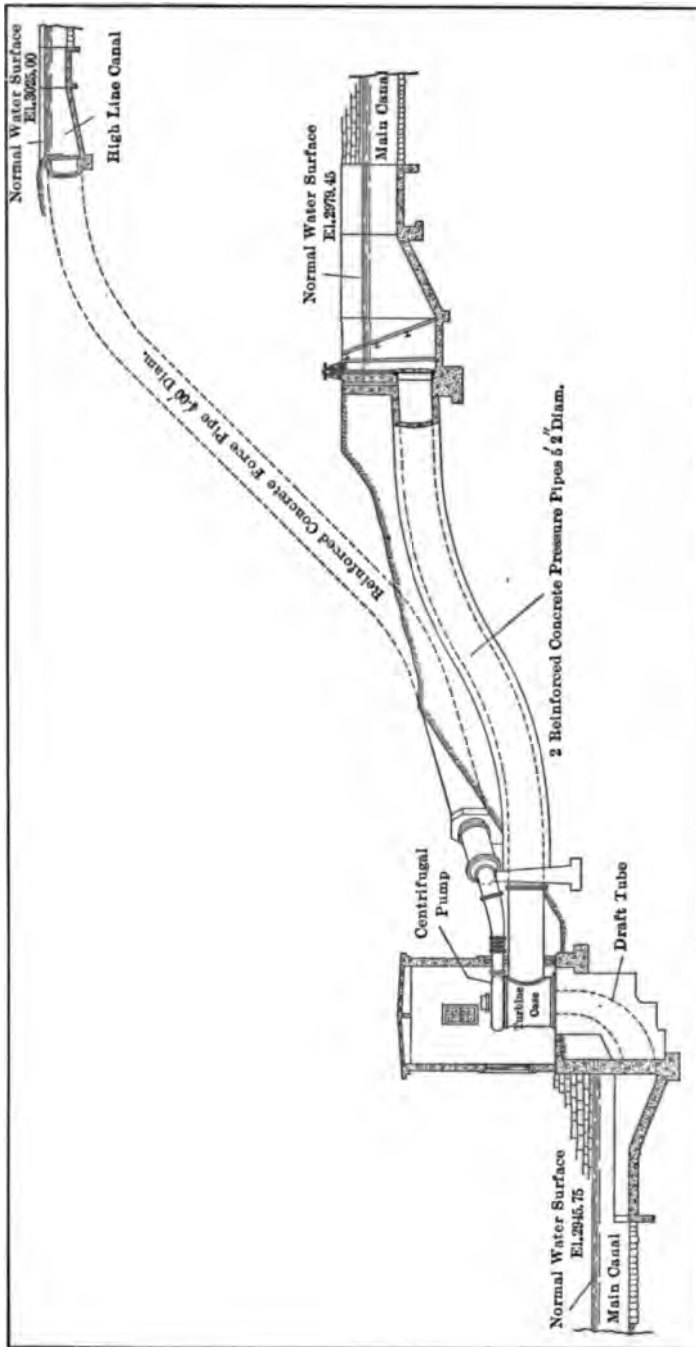 Normal Water Surface
El.3025.00
High Line Canal
Reinforced Concrete Force Pipe 4'00 Diam.
Normal Water Surface
El.2979.45
Main Canal
2 Reinforced Concrete Pressure Pipes 5' 2" Diam.
Centrifugal
Pump
Turbine
Case
Draft Tube
Normal Water Surface
El.2945.75
Main Canal